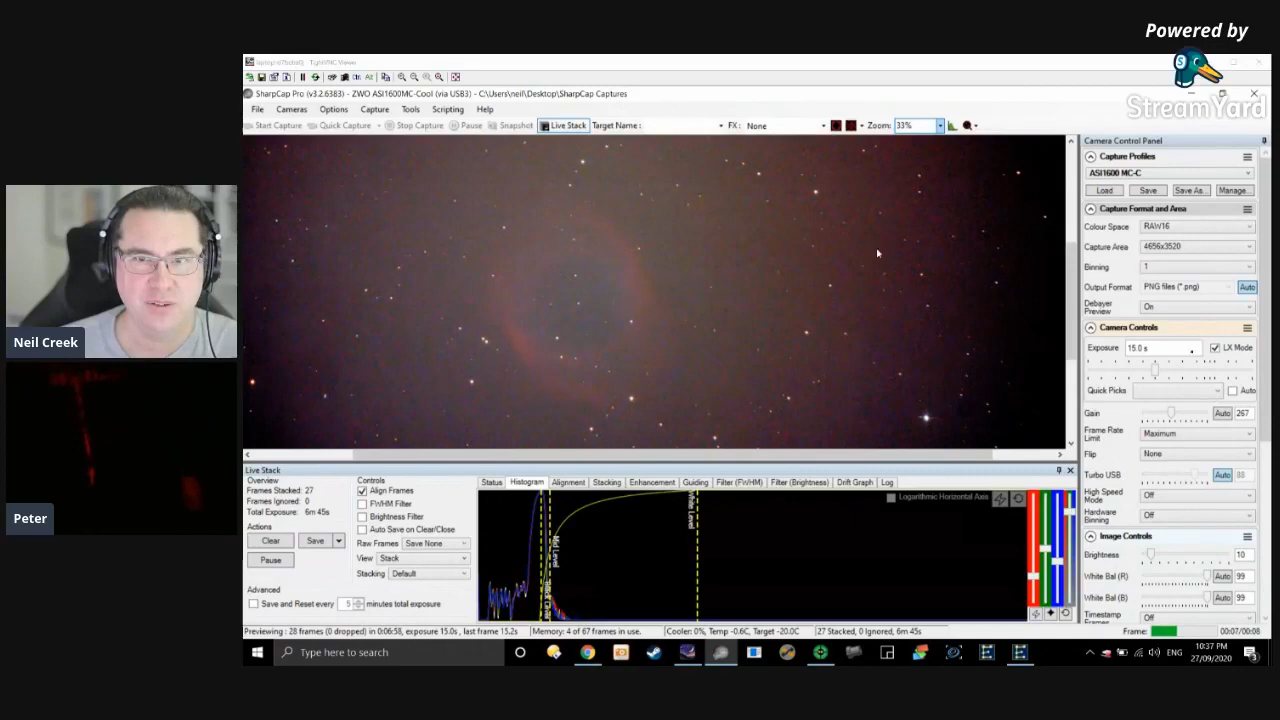 Powered by
StreamYard
TightVNC Viewer
SharpCap Pro (v3.2.6383) - ZWO ASI1600MC-Cool (via USB3) - C:\Users\neil\Desktop\SharpCap Captures
File Cameras Options Capture Tools Scripting Help
Start Capture Quick Capture Stop Capture Pause Snapshot Live Stack Target Name : FX: None Zoom: 33%
Camera Control Panel
Capture Profiles
ASI1600 MC-C
Load Save Save As.. Manage...
Capture Format and Area
Colour Space RAW16
Capture Area 4656x3520
Binning 1
Output Format PNG files (*.png) Auto
Debayer Preview On
Camera Controls
Exposure 15.0 s LX Mode
Quick Picks Auto
Gain Auto 267
Frame Rate Limit Maximum
Flip None
Turbo USB Auto 88
High Speed Mode Off
Hardware Binning Off
Image Controls
Brightness 10
White Bal (R) Auto 99
White Bal (B) Auto 99
Timestamp Frames Off
Neil Creek
Peter
Live Stack
Overview
Frames Stacked: 27
Frames Ignored: 0
Total Exposure: 6m 45s
Actions
Clear Save
Pause
Controls
Align Frames
FWHM Filter
Brightness Filter
Auto Save on Clear/Close
Raw Frames Save None
View Stack
Stacking Default
Advanced
Save and Reset every 5 minutes total exposure
Status Histogram Alignment Stacking Enhancement Guiding Filter (FWHM) Filter (Brightness) Drift Graph Log
Logarithmic Horizontal Axis
White Level
Mid Level
Previewing : 28 frames (0 dropped) in 0:06:58, exposure 15.0s, last frame 15.2s Memory: 4 of 67 frames in use. Cooler: 0%, Temp -0.6C, Target -20.0C 27 Stacked, 0 Ignored, 6m 45s Frame: 00:07/00:08
Type here to search
ENG
10:37 PM
27/09/2020
3